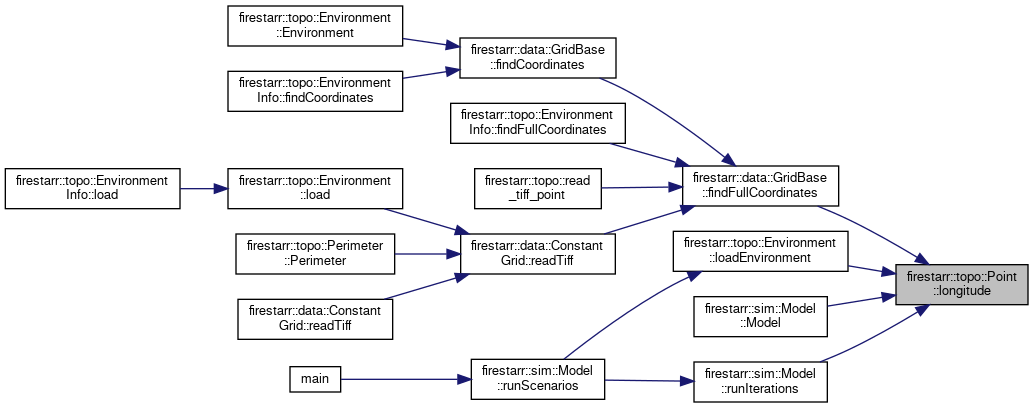 firestarr::topo::Environment
::Environment
firestarr::data::GridBase
::findCoordinates
firestarr::topo::Environment
Info::findCoordinates
firestarr::topo::Environment
Info::findFullCoordinates
firestarr::topo::Environment
Info::load
firestarr::topo::Environment
::load
firestarr::topo::read
_tiff_point
firestarr::data::GridBase
::findFullCoordinates
firestarr::topo::Perimeter
::Perimeter
firestarr::data::Constant
Grid::readTiff
firestarr::topo::Environment
::loadEnvironment
firestarr::topo::Point
::longitude
firestarr::data::Constant
Grid::readTiff
firestarr::sim::Model
::Model
main
firestarr::sim::Model
::runScenarios
firestarr::sim::Model
::runIterations